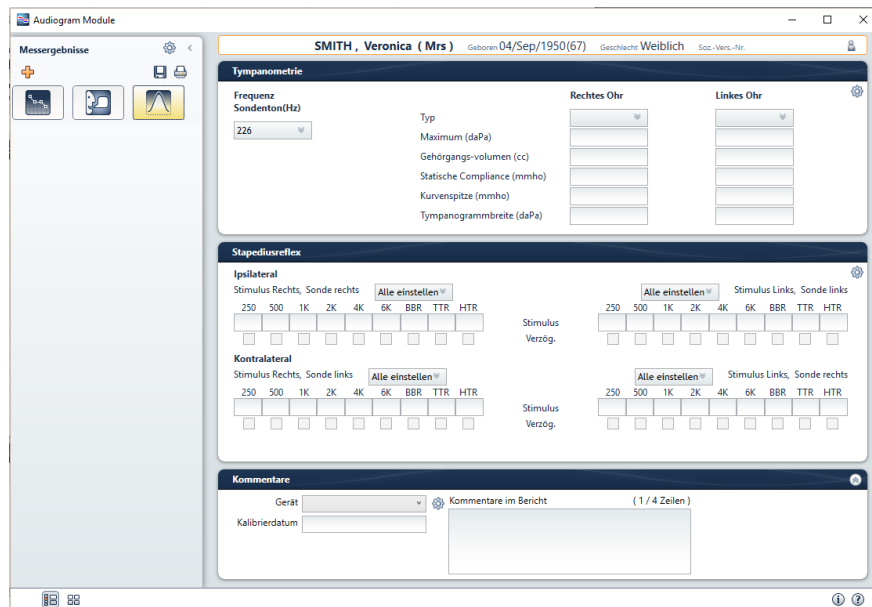 Audiogram Module
Messergebnisse
SMITH , Veronica ( Mrs ) Geboren 04/Sep/1950(67) Geschlecht Weiblich Soz.-Vers.-Nr.
Tympanometrie
Frequenz
Sondenton(Hz)
226
Rechtes Ohr Linkes Ohr
Typ
Maximum (daPa)
Gehörgangs-volumen (cc)
Statische Compliance (mmho)
Kurvenspitze (mmho)
Tympanogrammbreite (daPa)
Stapediusreflex
Ipsilateral
Stimulus Rechts, Sonde rechts Alle einstellen Alle einstellen Stimulus Links, Sonde links
250 500 1K 2K 4K 6K BBR TTR HTR 250 500 1K 2K 4K 6K BBR TTR HTR
Stimulus
Verzög.
Kontralateral
Stimulus Rechts, Sonde links Alle einstellen Alle einstellen Stimulus Links, Sonde rechts
250 500 1K 2K 4K 6K BBR TTR HTR 250 500 1K 2K 4K 6K BBR TTR HTR
Stimulus
Verzög.
Kommentare
Gerät Kommentare im Bericht ( 1 / 4 Zeilen )
Kalibrierdatum